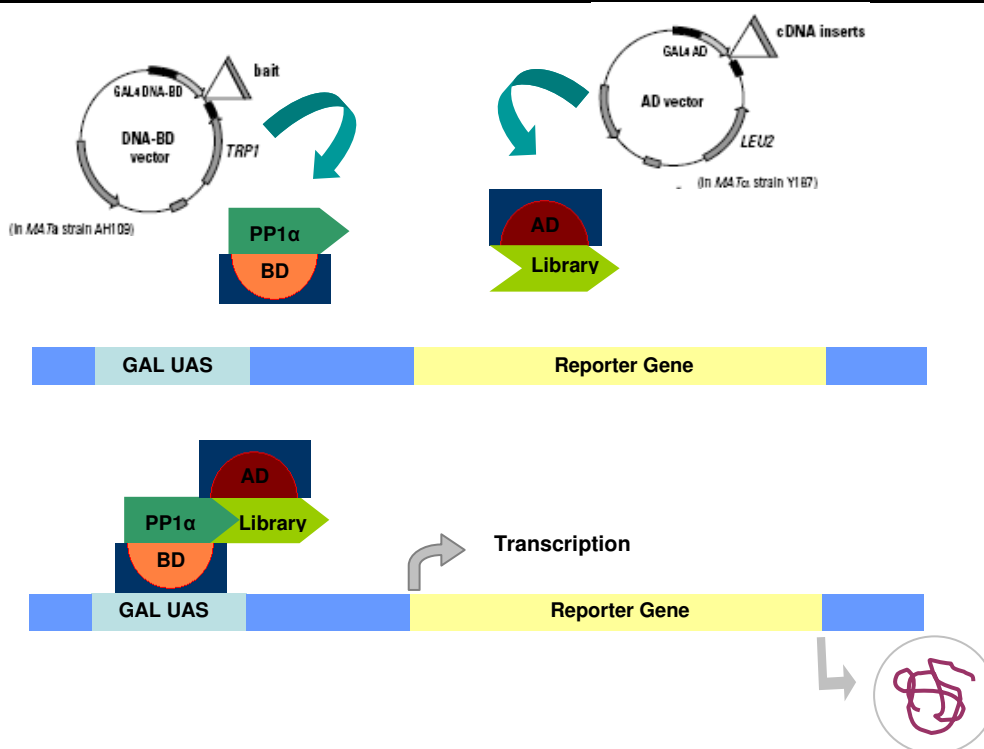 bait
GAL4 DNA-BD
DNA-BD
vector
TRP1
(in MATa strain AH109)
cDNA inserts
GAL4 AD
AD vector
LEU2
(in MATα strain Y187)
PP1α
BD
AD
Library
GAL UAS
Reporter Gene
AD
PP1α
Library
BD
Transcription
GAL UAS
Reporter Gene